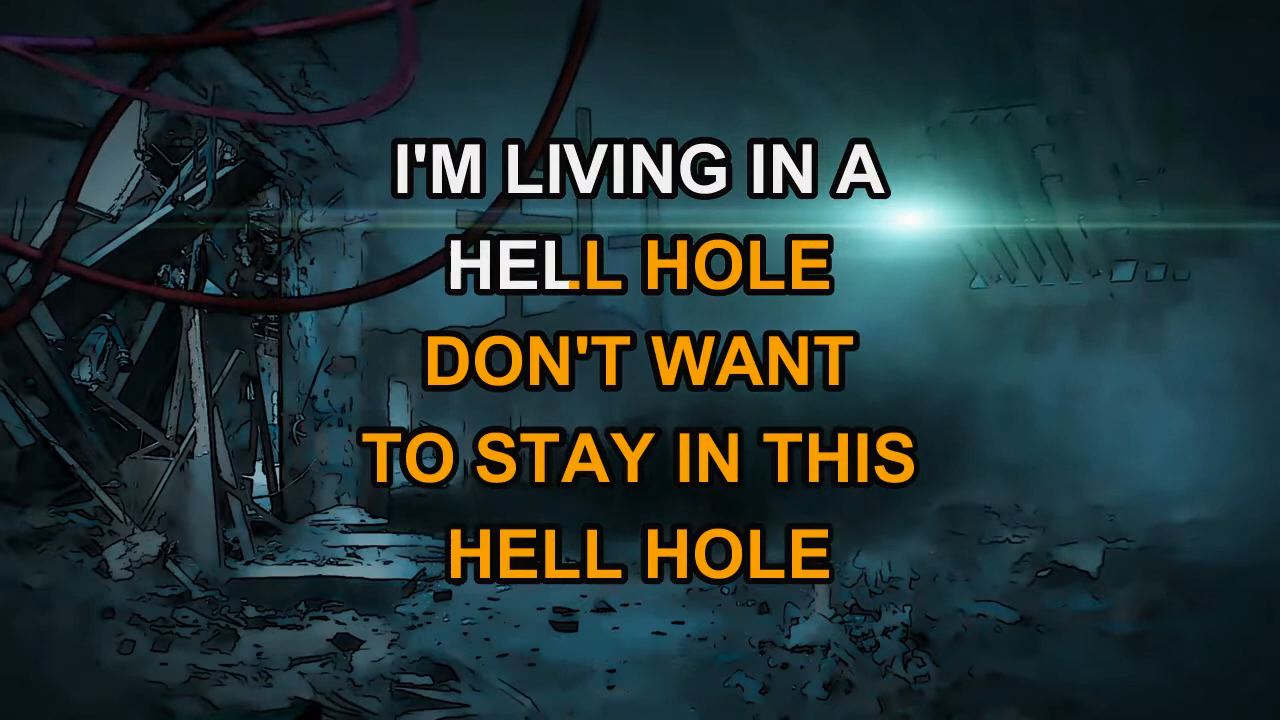 I'M LIVING IN A
HELL HOLE
DON'T WANT
TO STAY IN THIS
HELL HOLE